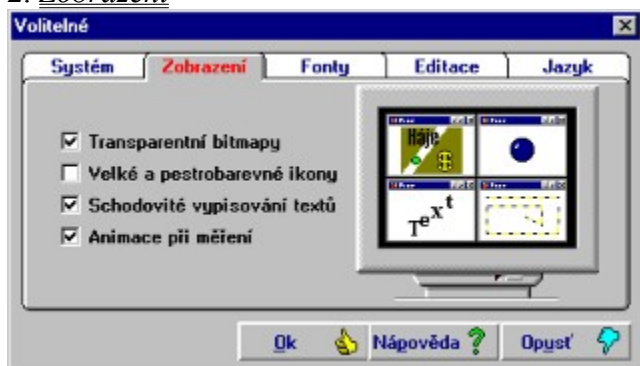 2. Zobrazení
Volitelné
Systém Zobrazení Fonty Editace Jazyk
Transparentní bitmapy
Velké a pestrobarevné ikony
Schodovité vypisování textů
Animace při měření
Háje
Text
Ok Nápověda ? Opusť